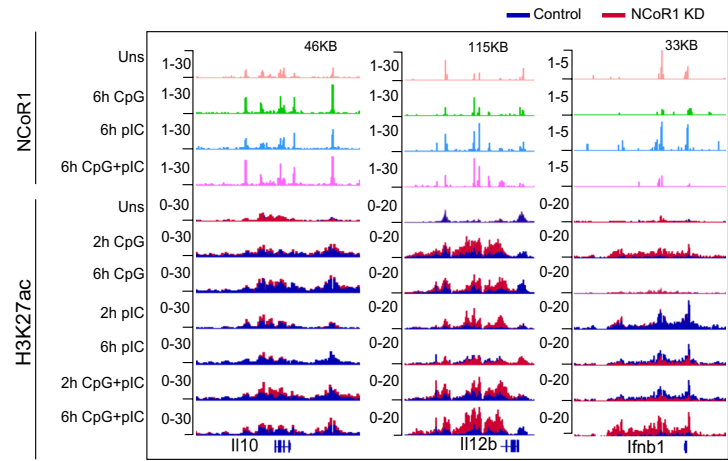 Control NCoR1 KD
46KB 115KB 33KB
NCoR1
Uns 1-30 1-30 1-5
6h CpG 1-30 1-30 1-5
6h pIC 1-30 1-30 1-5
6h CpG+pIC 1-30 1-30 1-5
H3K27ac
Uns 0-30 0-20 0-20
2h CpG 0-30 0-20 0-20
6h CpG 0-30 0-20 0-20
2h pIC 0-30 0-20 0-20
6h pIC 0-30 0-20 0-20
2h CpG+pIC 0-30 0-20 0-20
6h CpG+pIC 0-30 0-20 0-20
Il10 Il12b Ifnb1